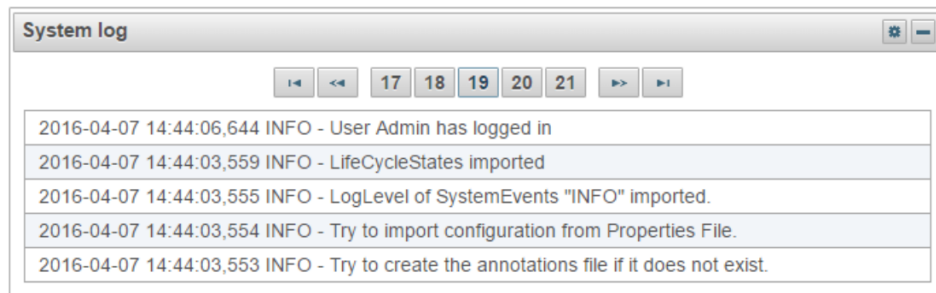 System log
17 18 19 20 21
2016-04-07 14:44:06,644 INFO - User Admin has logged in
2016-04-07 14:44:03,559 INFO - LifeCycleStates imported
2016-04-07 14:44:03,555 INFO - LogLevel of SystemEvents "INFO" imported.
2016-04-07 14:44:03,554 INFO - Try to import configuration from Properties File.
2016-04-07 14:44:03,553 INFO - Try to create the annotations file if it does not exist.